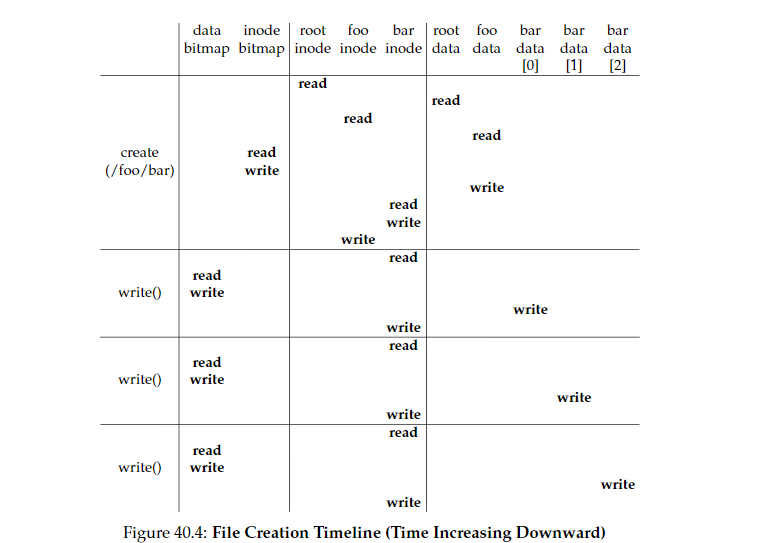 data inode root foo bar root foo bar bar bar
bitmap bitmap inode inode inode data data data data data
[0] [1] [2]
read
read
read
read
create read
(/foo/bar) write
write
read
write
write
read
read
write() write
write
write
read
read
write() write
write
write
read
read
write() write
write
write
Figure 40.4: File Creation Timeline (Time Increasing Downward)